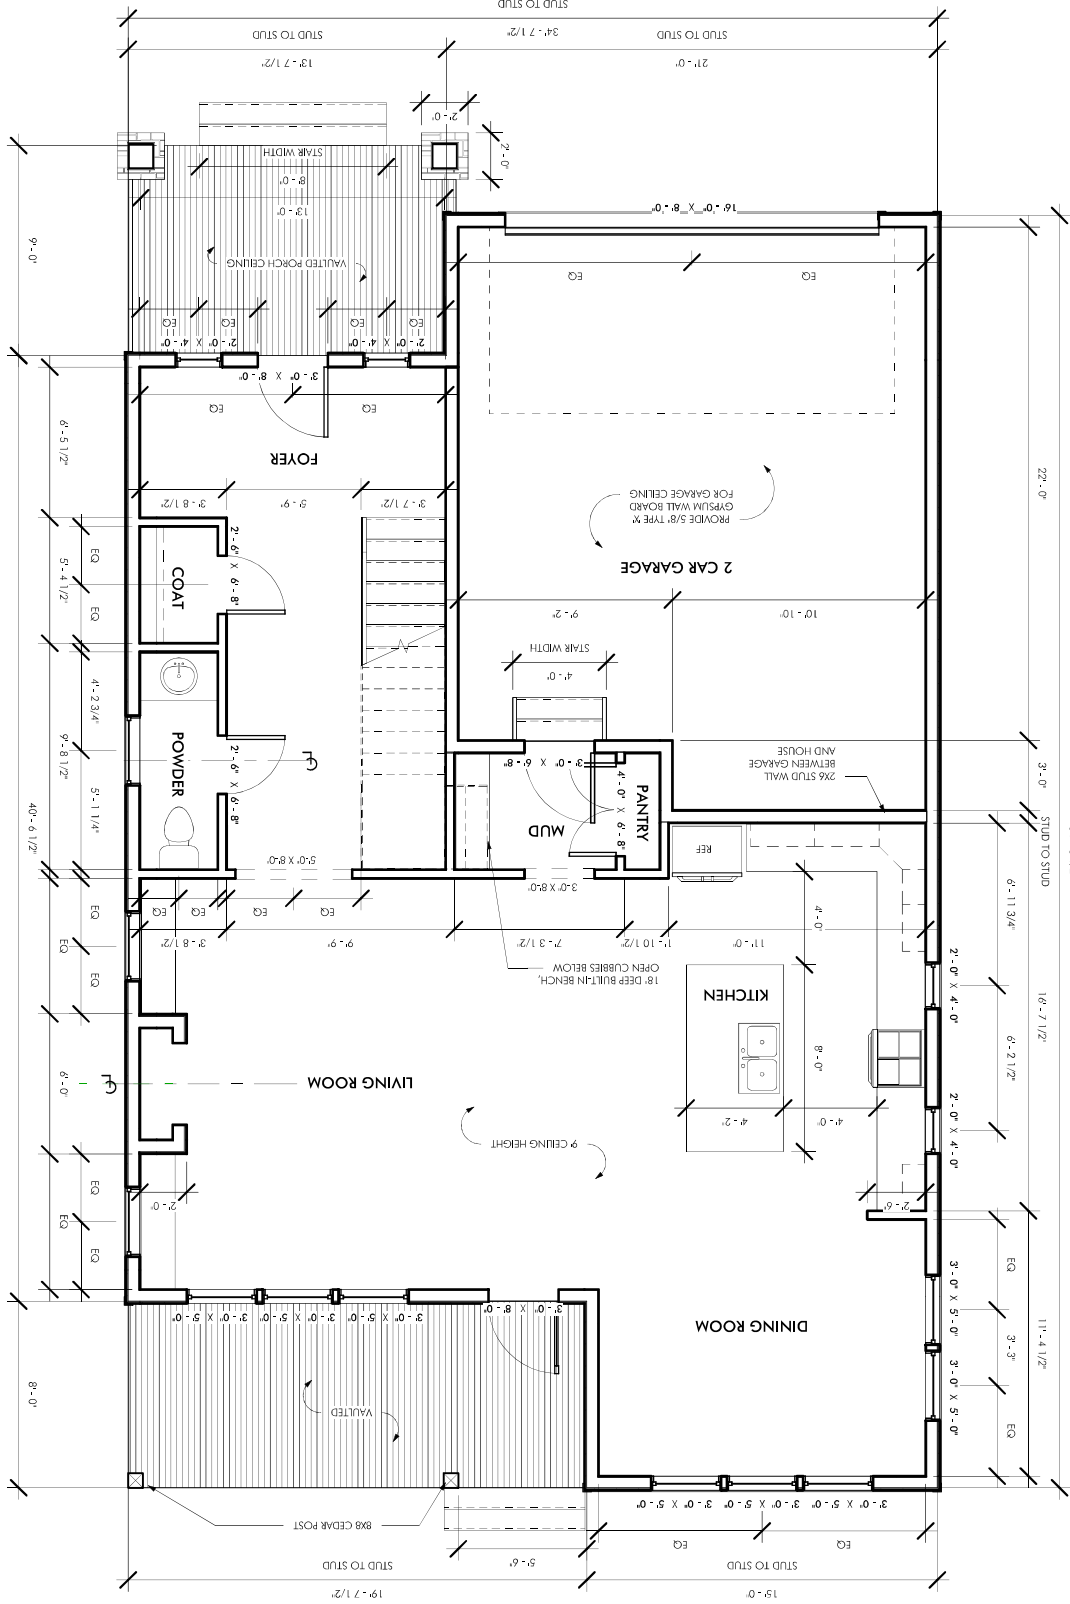 STUD TO STUD
34' - 7 1/2"
STUD TO STUD
STUD TO STUD
13' - 7 1/2"
21' - 0"
2' - 0"
2' - 0"
STAIR WIDTH
8' - 0"
13' - 0"
VAULTED PORCH CEILING
9' - 0"
16' - 0" X 8' - 0"
EQ
EQ
EQ
EQ
EQ
EQ
2' - 0" X 4' - 0"
2' - 0" X 4' - 0"
3' - 0" X 8' - 0"
EQ
EQ
FOYER
6' - 5 1/2"
3' - 8 1/2"
5' - 9"
3' - 7 1/2"
PROVIDE 5/8" TYPE 'X'
GYPSUM WALL BOARD
FOR GARAGE CEILING
22' - 0"
2 CAR GARAGE
COAT
2' - 6" X 6' - 8"
EQ
EQ
5' - 4 1/2"
9' - 2"
10' - 10"
STAIR WIDTH
4' - 0"
4' - 2 3/4"
POWDER
2' - 6" X 6' - 8"
9' - 8 1/2"
5' - 1 1/4"
CL
2X6 STUD WALL
BETWEEN GARAGE
AND HOUSE
3' - 0"
STUD TO STUD
3' - 0" X 6' - 8"
4' - 0" X 6' - 8"
PANTRY
MUD
REF
40' - 6 1/2"
5'-0" X 8'-0"
3'-0" X 8'-0"
EQ
EQ
EQ
EQ
EQ
EQ
EQ
3' - 8 1/2"
9' - 9"
7' - 3 1/2"
1' - 10 1/2"
11' - 0"
4' - 0"
6' - 11 3/4"
18" DEEP BUILT-IN BENCH,
OPEN CUBBIES BELOW
KITCHEN
2' - 0" X 4' - 0"
16' - 7 1/2"
8' - 0"
6' - 2 1/2"
CL
6' - 0"
LIVING ROOM
4' - 2"
4' - 0"
2' - 0" X 4' - 0"
9' CEILING HEIGHT
EQ
EQ
EQ
2' - 0"
2' - 6"
3' - 0" X 5' - 0"
3' - 0" X 5' - 0"
3' - 0" X 5' - 0"
3' - 0" X 8' - 0"
DINING ROOM
3' - 0" X 5' - 0"
3' - 0" X 5' - 0"
EQ
3' - 3"
EQ
11' - 4 1/2"
8' - 0"
VAULTED
3' - 0" X 5' - 0"
3' - 0" X 5' - 0"
3' - 0" X 5' - 0"
8X8 CEDAR POST
EQ
EQ
5' - 6"
STUD TO STUD
STUD TO STUD
19' - 7 1/2"
15' - 0"